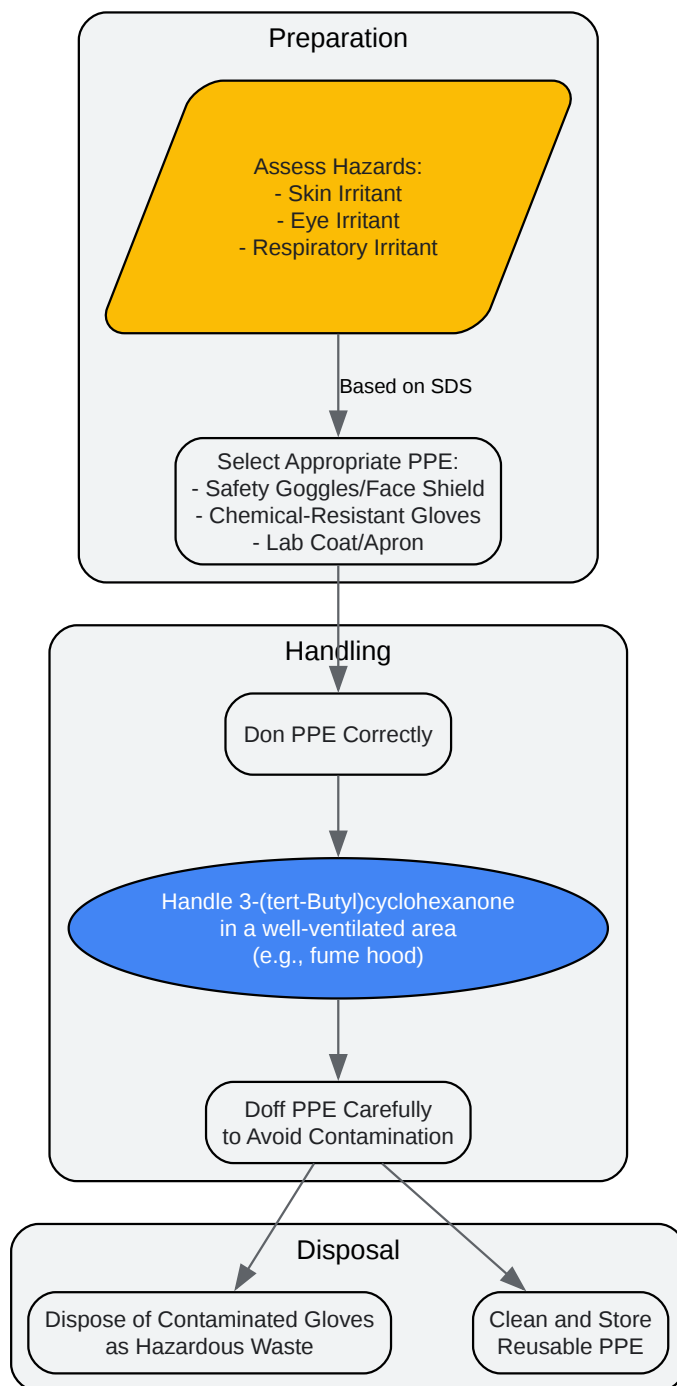 Preparation
Assess Hazards:
- Skin Irritant
- Eye Irritant
- Respiratory Irritant
Based on SDS
Select Appropriate PPE:
- Safety Goggles/Face Shield
- Chemical-Resistant Gloves
- Lab Coat/Apron
Handling
Don PPE Correctly
Handle 3-(tert-Butyl)cyclohexanone
in a well-ventilated area
(e.g., fume hood)
Doff PPE Carefully
to Avoid Contamination
Disposal
Dispose of Contaminated Gloves
as Hazardous Waste
Clean and Store
Reusable PPE